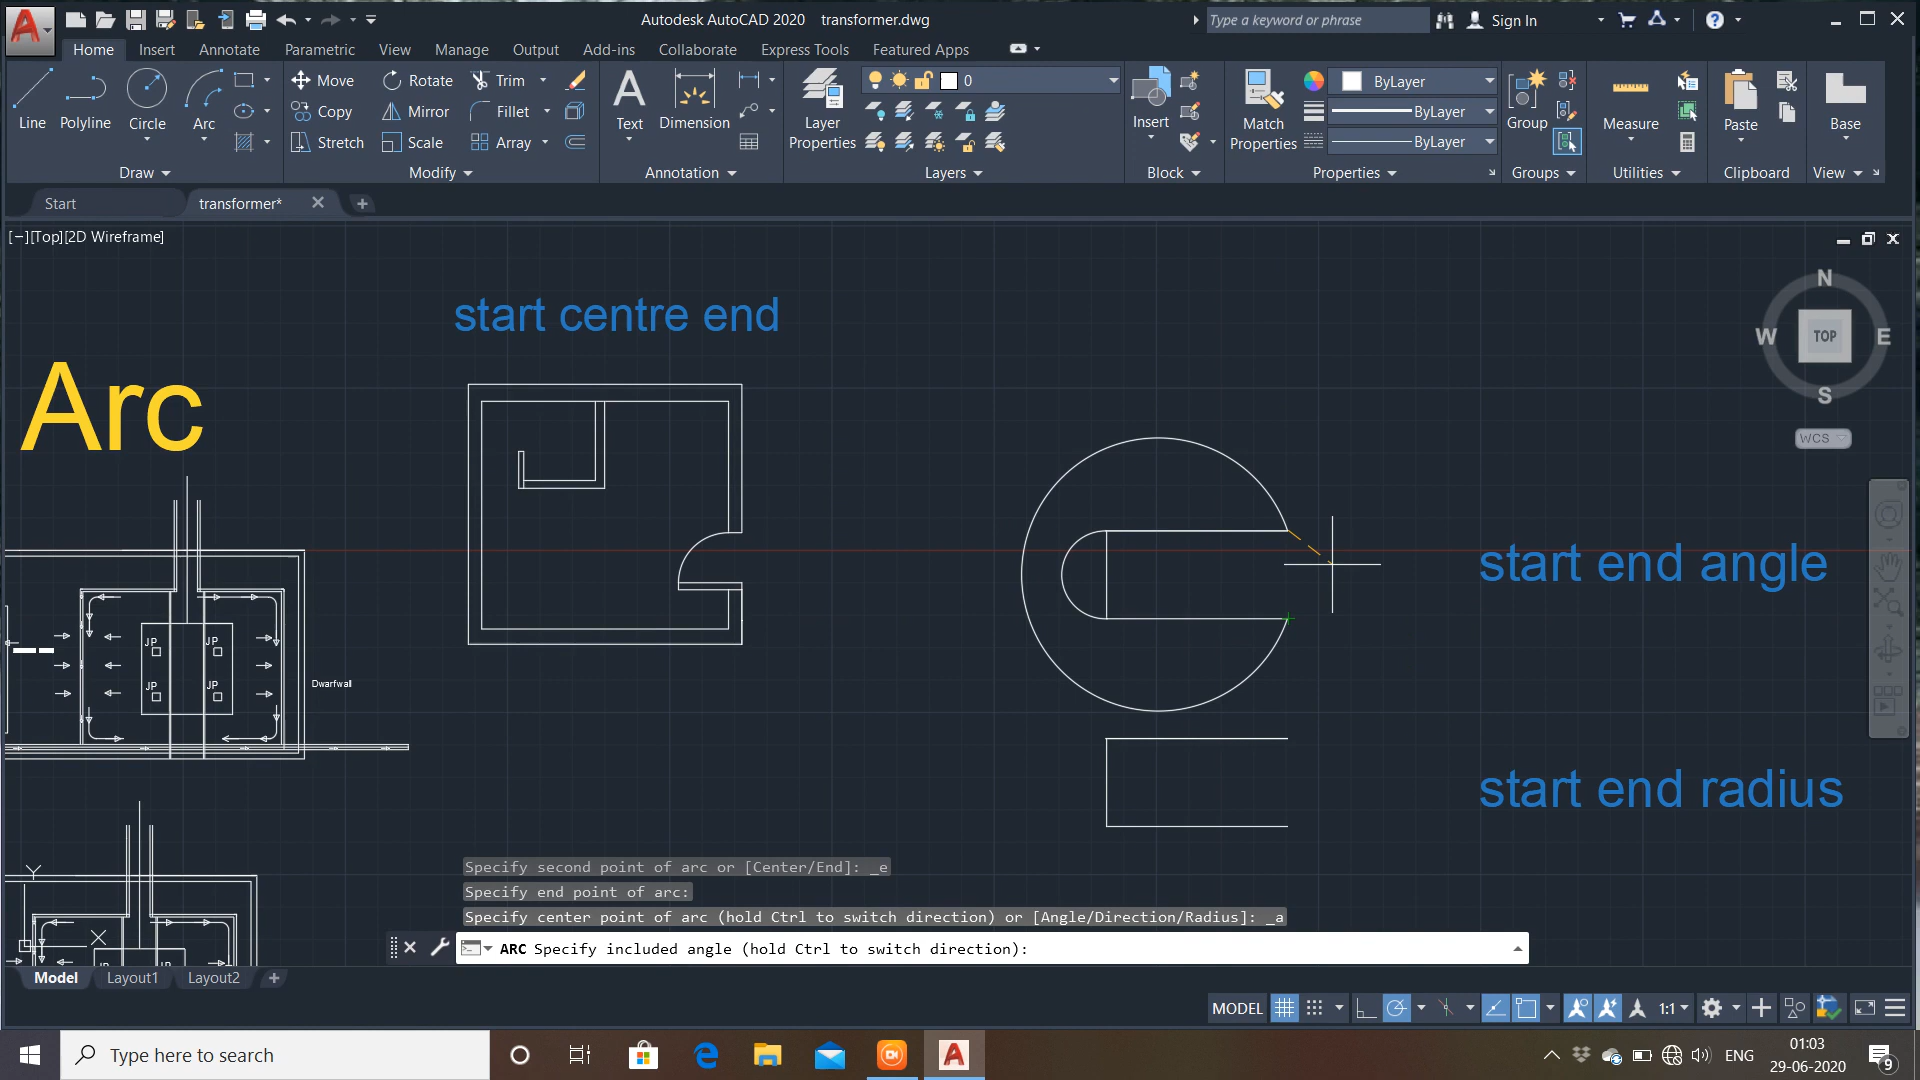 Autodesk AutoCAD 2020 transformer.dwg
Type a keyword or phrase
Sign In
Home Insert Annotate Parametric View Manage Output Add-ins Collaborate Express Tools Featured Apps
Line Polyline Circle Arc
Move Rotate Trim
Copy Mirror Fillet
Stretch Scale Array
Text Dimension
Layer Properties
0
Insert
Match Properties
ByLayer
ByLayer
ByLayer
Group
Measure
Paste
Base
Draw Modify Annotation Layers Block Properties Groups Utilities Clipboard View
Start transformer*
[−][Top][2D Wireframe]
N
W TOP E
S
WCS
start centre end
Arc
start end angle
JP JP
JP JP
Dwarfwall
start end radius
Y
X
Specify second point of arc or [Center/End]: _e
Specify end point of arc:
Specify center point of arc (hold Ctrl to switch direction) or [Angle/Direction/Radius]: _a
ARC Specify included angle (hold Ctrl to switch direction):
Model Layout1 Layout2
MODEL 1:1
Type here to search
ENG
01:03
29-06-2020
9